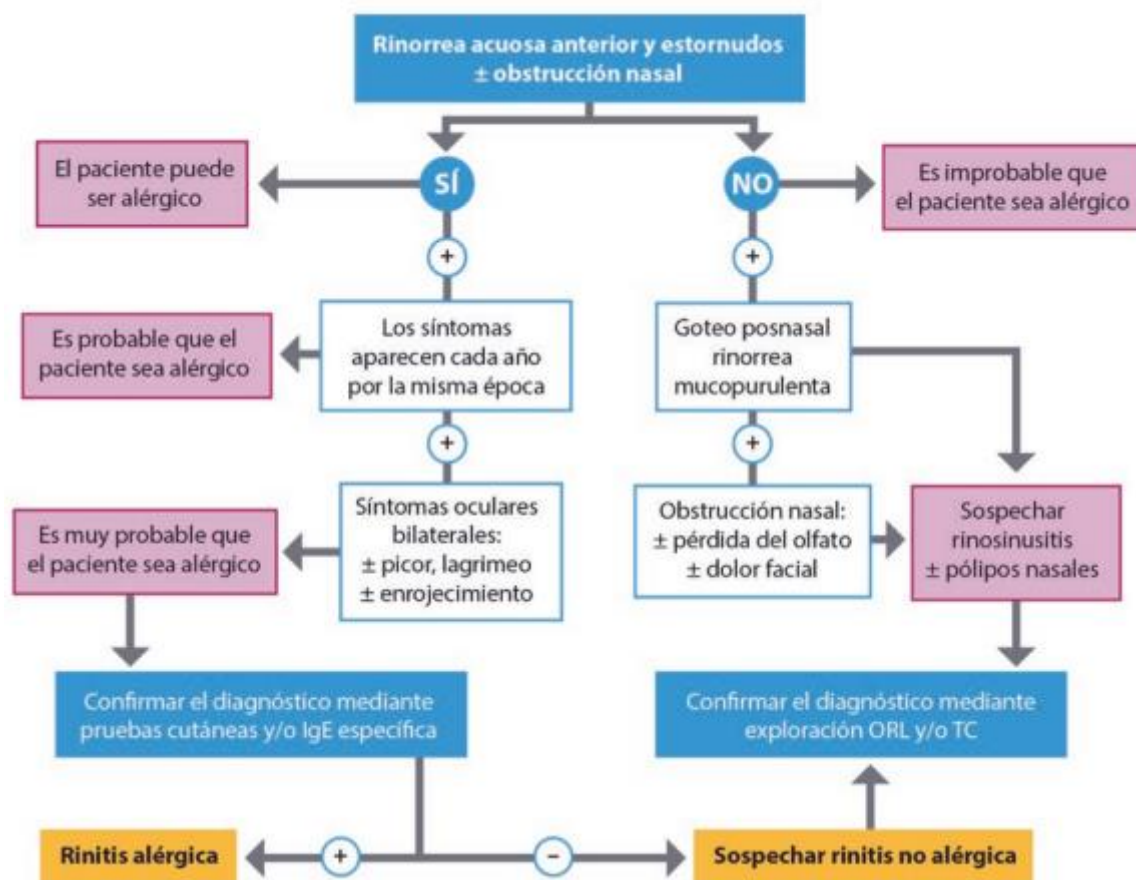 Rinorrea acuosa anterior y estornudos
± obstrucción nasal
El paciente puede
ser alérgico
SÍ
NO
Es improbable que
el paciente sea alérgico
+
+
Es probable que el
paciente sea alérgico
Los síntomas
aparecen cada año
por la misma época
Goteo posnasal
rinorrea
mucopurulenta
+
+
Es muy probable que
el paciente sea alérgico
Síntomas oculares
bilaterales:
± picor, lagrimeo
± enrojecimiento
Obstrucción nasal:
± pérdida del olfato
± dolor facial
Sospechar
rinosinusitis
± pólipos nasales
Confirmar el diagnóstico mediante
pruebas cutáneas y/o IgE específica
Confirmar el diagnóstico mediante
exploración ORL y/o TC
Rinitis alérgica
+
−
Sospechar rinitis no alérgica